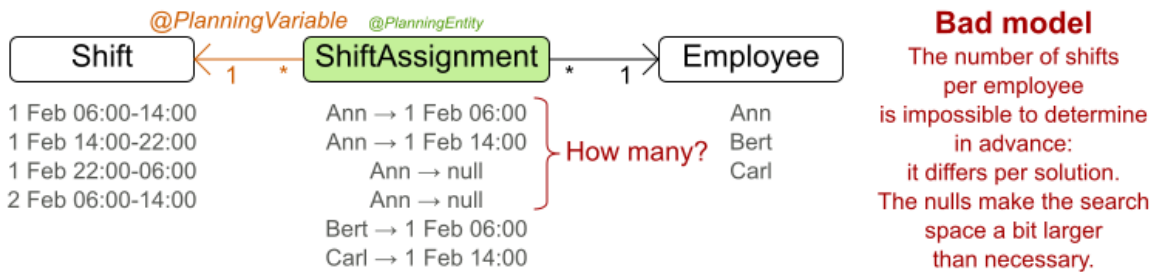 @PlanningVariable @PlanningEntity
Shift
ShiftAssignment
Employee
1 * * 1
1 Feb 06:00-14:00
1 Feb 14:00-22:00
1 Feb 22:00-06:00
2 Feb 06:00-14:00
Ann → 1 Feb 06:00
Ann → 1 Feb 14:00
Ann → null
Ann → null
Bert → 1 Feb 06:00
Carl → 1 Feb 14:00
How many?
Ann
Bert
Carl
Bad model
The number of shifts
per employee
is impossible to determine
in advance:
it differs per solution.
The nulls make the search
space a bit larger
than necessary.